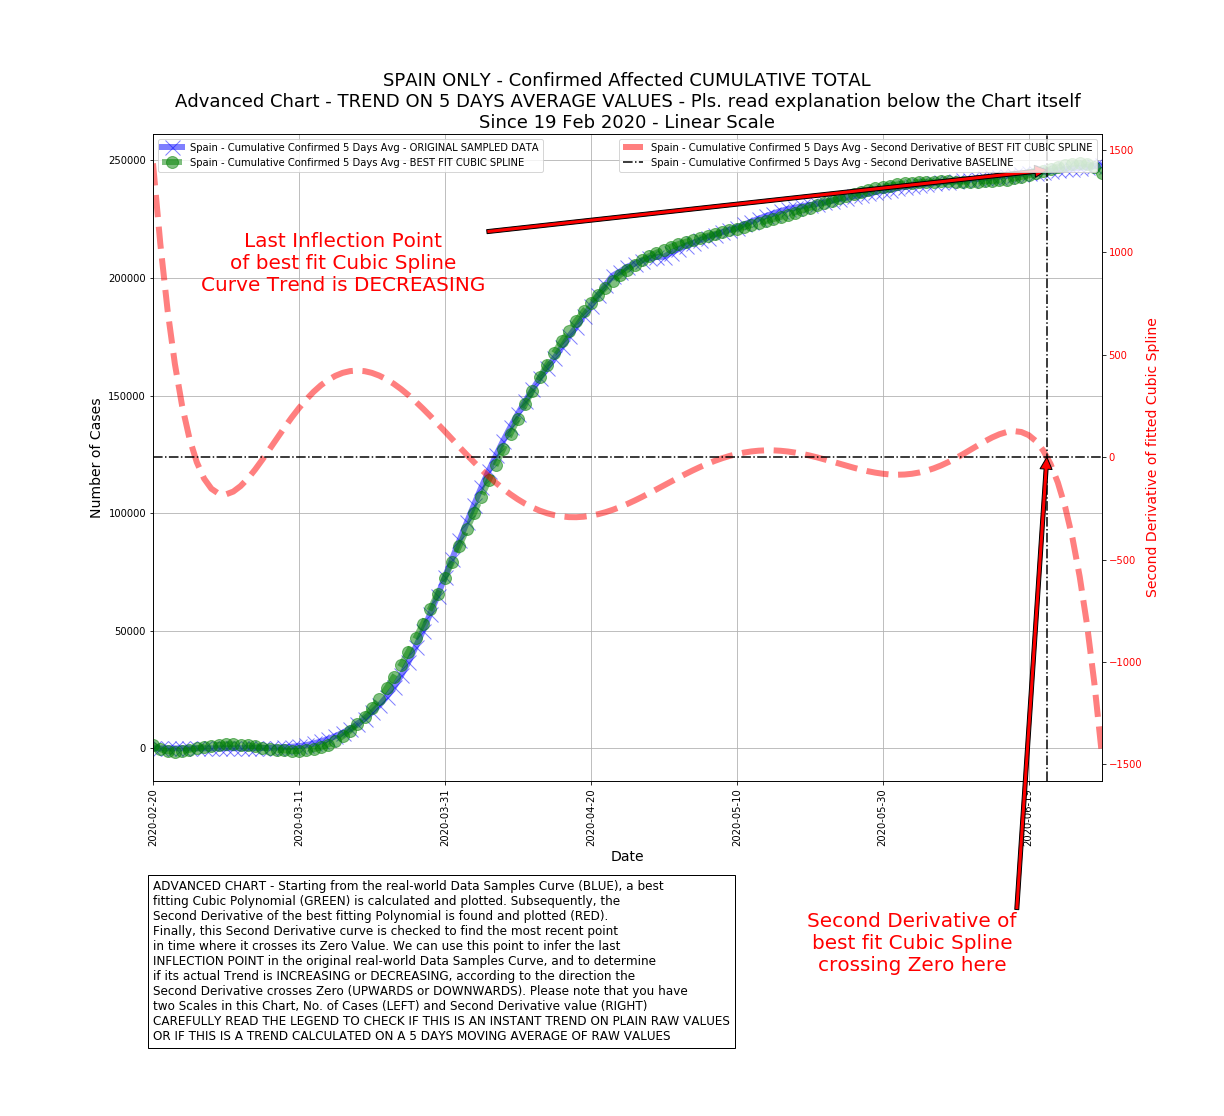 SPAIN ONLY - Confirmed Affected CUMULATIVE TOTAL
Advanced Chart - TREND ON 5 DAYS AVERAGE VALUES - Pls. read explanation below the Chart itself
Since 19 Feb 2020 - Linear Scale
Spain - Cumulative Confirmed 5 Days Avg - ORIGINAL SAMPLED DATA
Spain - Cumulative Confirmed 5 Days Avg - BEST FIT CUBIC SPLINE
Spain - Cumulative Confirmed 5 Days Avg - Second Derivative of BEST FIT CUBIC SPLINE
Spain - Cumulative Confirmed 5 Days Avg - Second Derivative BASELINE
Last Inflection Point
of best fit Cubic Spline
Curve Trend is DECREASING
Number of Cases
250000
200000
150000
100000
50000
0
1500
1000
500
0
−500
−1000
−1500
Second Derivative of fitted Cubic Spline
2020-02-20
2020-03-11
2020-03-31
2020-04-20
2020-05-10
2020-05-30
2020-06-19
Date
Second Derivative of
best fit Cubic Spline
crossing Zero here
ADVANCED CHART - Starting from the real-world Data Samples Curve (BLUE), a best
fitting Cubic Polynomial (GREEN) is calculated and plotted. Subsequently, the
Second Derivative of the best fitting Polynomial is found and plotted (RED).
Finally, this Second Derivative curve is checked to find the most recent point
in time where it crosses its Zero Value. We can use this point to infer the last
INFLECTION POINT in the original real-world Data Samples Curve, and to determine
if its actual Trend is INCREASING or DECREASING, according to the direction the
Second Derivative crosses Zero (UPWARDS or DOWNWARDS). Please note that you have
two Scales in this Chart, No. of Cases (LEFT) and Second Derivative value (RIGHT)
CAREFULLY READ THE LEGEND TO CHECK IF THIS IS AN INSTANT TREND ON PLAIN RAW VALUES
OR IF THIS IS A TREND CALCULATED ON A 5 DAYS MOVING AVERAGE OF RAW VALUES